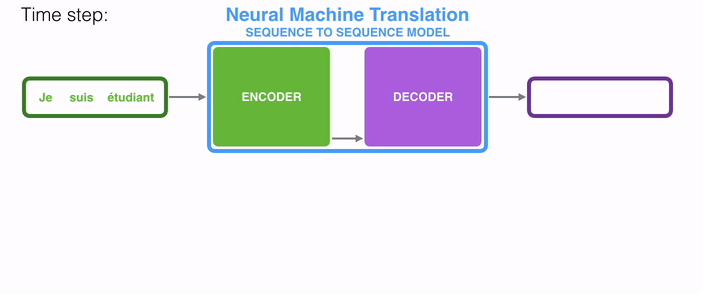 Time step:
Neural Machine Translation
SEQUENCE TO SEQUENCE MODEL
Je suis étudiant
ENCODER
DECODER